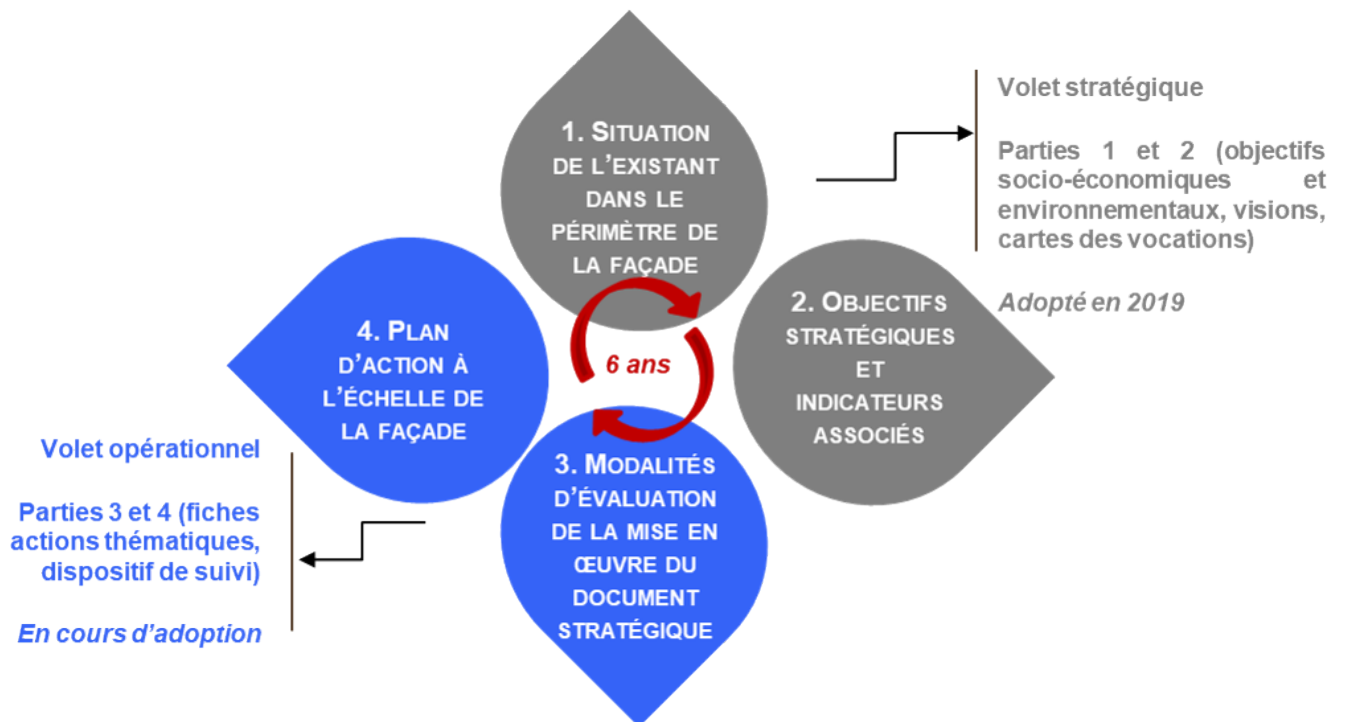 1. SITUATION
DE L’EXISTANT
DANS LE
PÉRIMÈTRE DE
LA FAÇADE
Volet stratégique
Parties 1 et 2 (objectifs
socio-économiques et
environnementaux, visions,
cartes des vocations)
Adopté en 2019
2. OBJECTIFS
STRATÉGIQUES
ET
INDICATEURS
ASSOCIÉS
6 ans
4. PLAN
D’ACTION À
L’ÉCHELLE DE
LA FAÇADE
3. MODALITÉS
D’ÉVALUATION
DE LA MISE EN
ŒUVRE DU
DOCUMENT
STRATÉGIQUE
Volet opérationnel
Parties 3 et 4 (fiches
actions thématiques,
dispositif de suivi)
En cours d’adoption